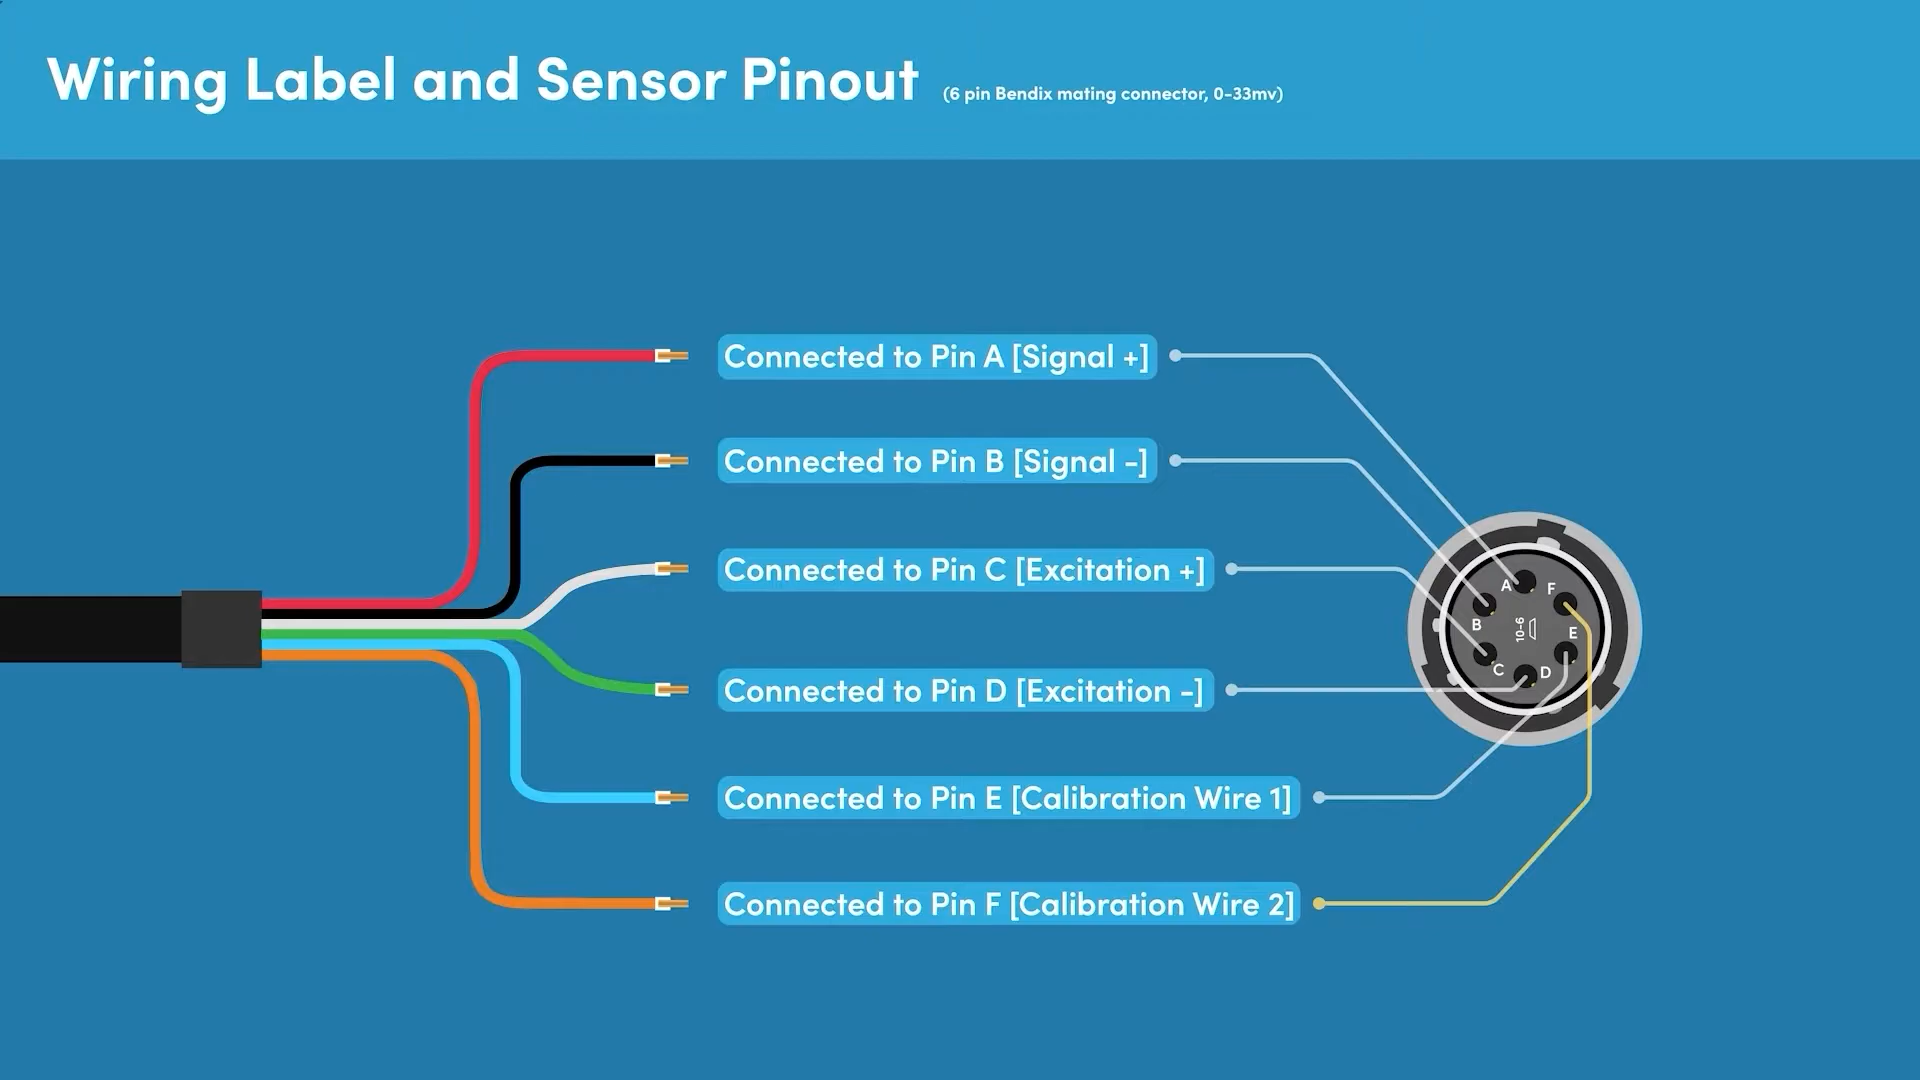 Wiring Label and Sensor Pinout (6 pin Bendix mating connector, 0-33mv)
Connected to Pin A [Signal +]
Connected to Pin B [Signal -]
Connected to Pin C [Excitation +]
Connected to Pin D [Excitation -]
Connected to Pin E [Calibration Wire 1]
Connected to Pin F [Calibration Wire 2]
A
F
B
E
C
D
10-6